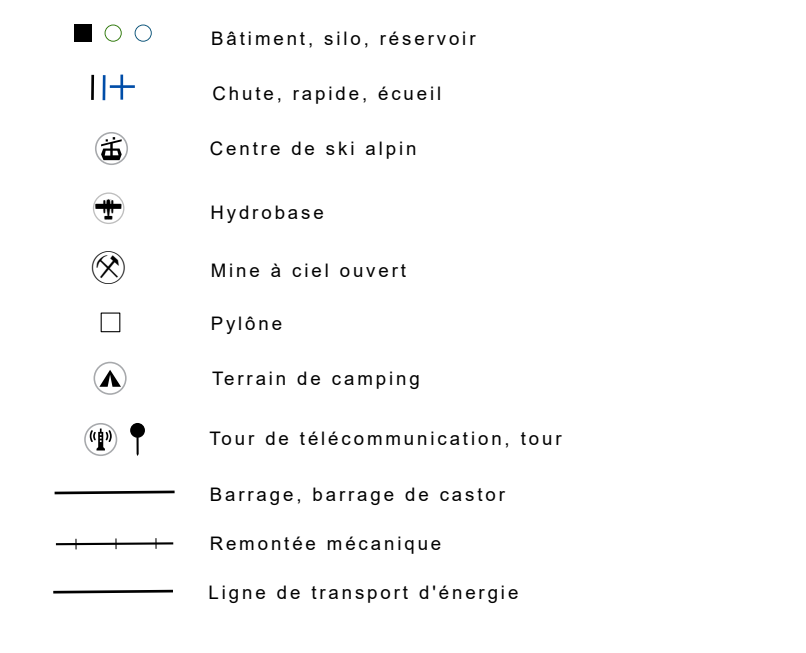 Bâtiment, silo, réservoir
Chute, rapide, écueil
Centre de ski alpin
Hydrobase
Mine à ciel ouvert
Pylône
Terrain de camping
Tour de télécommunication, tour
Barrage, barrage de castor
Remontée mécanique
Ligne de transport d'énergie